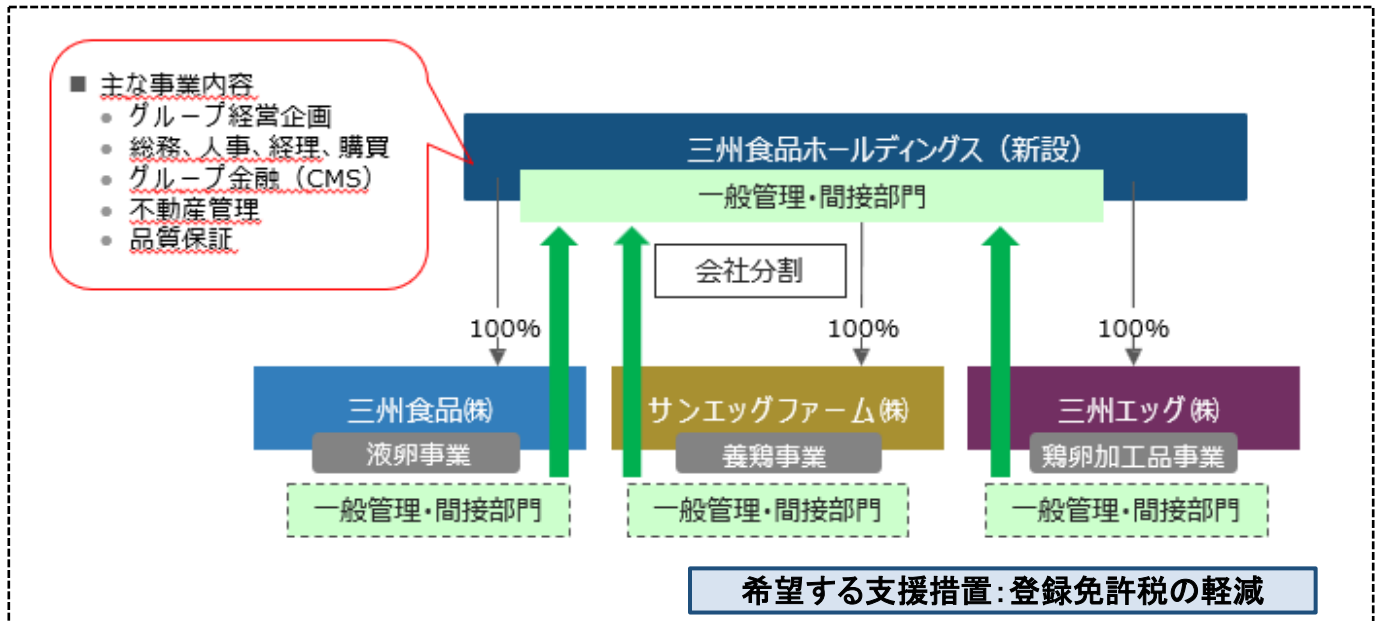 ■ 主な事業内容
● グループ経営企画
● 総務、人事、経理、購買
● グループ金融（CMS）
● 不動産管理
● 品質保証
三州食品ホールディングス（新設）
一般管理・間接部門
会社分割
100%
100%
100%
三州食品㈱
液卵事業
一般管理・間接部門
サンエッグファーム㈱
養鶏事業
一般管理・間接部門
三州エッグ㈱
鶏卵加工品事業
一般管理・間接部門
希望する支援措置：登録免許税の軽減